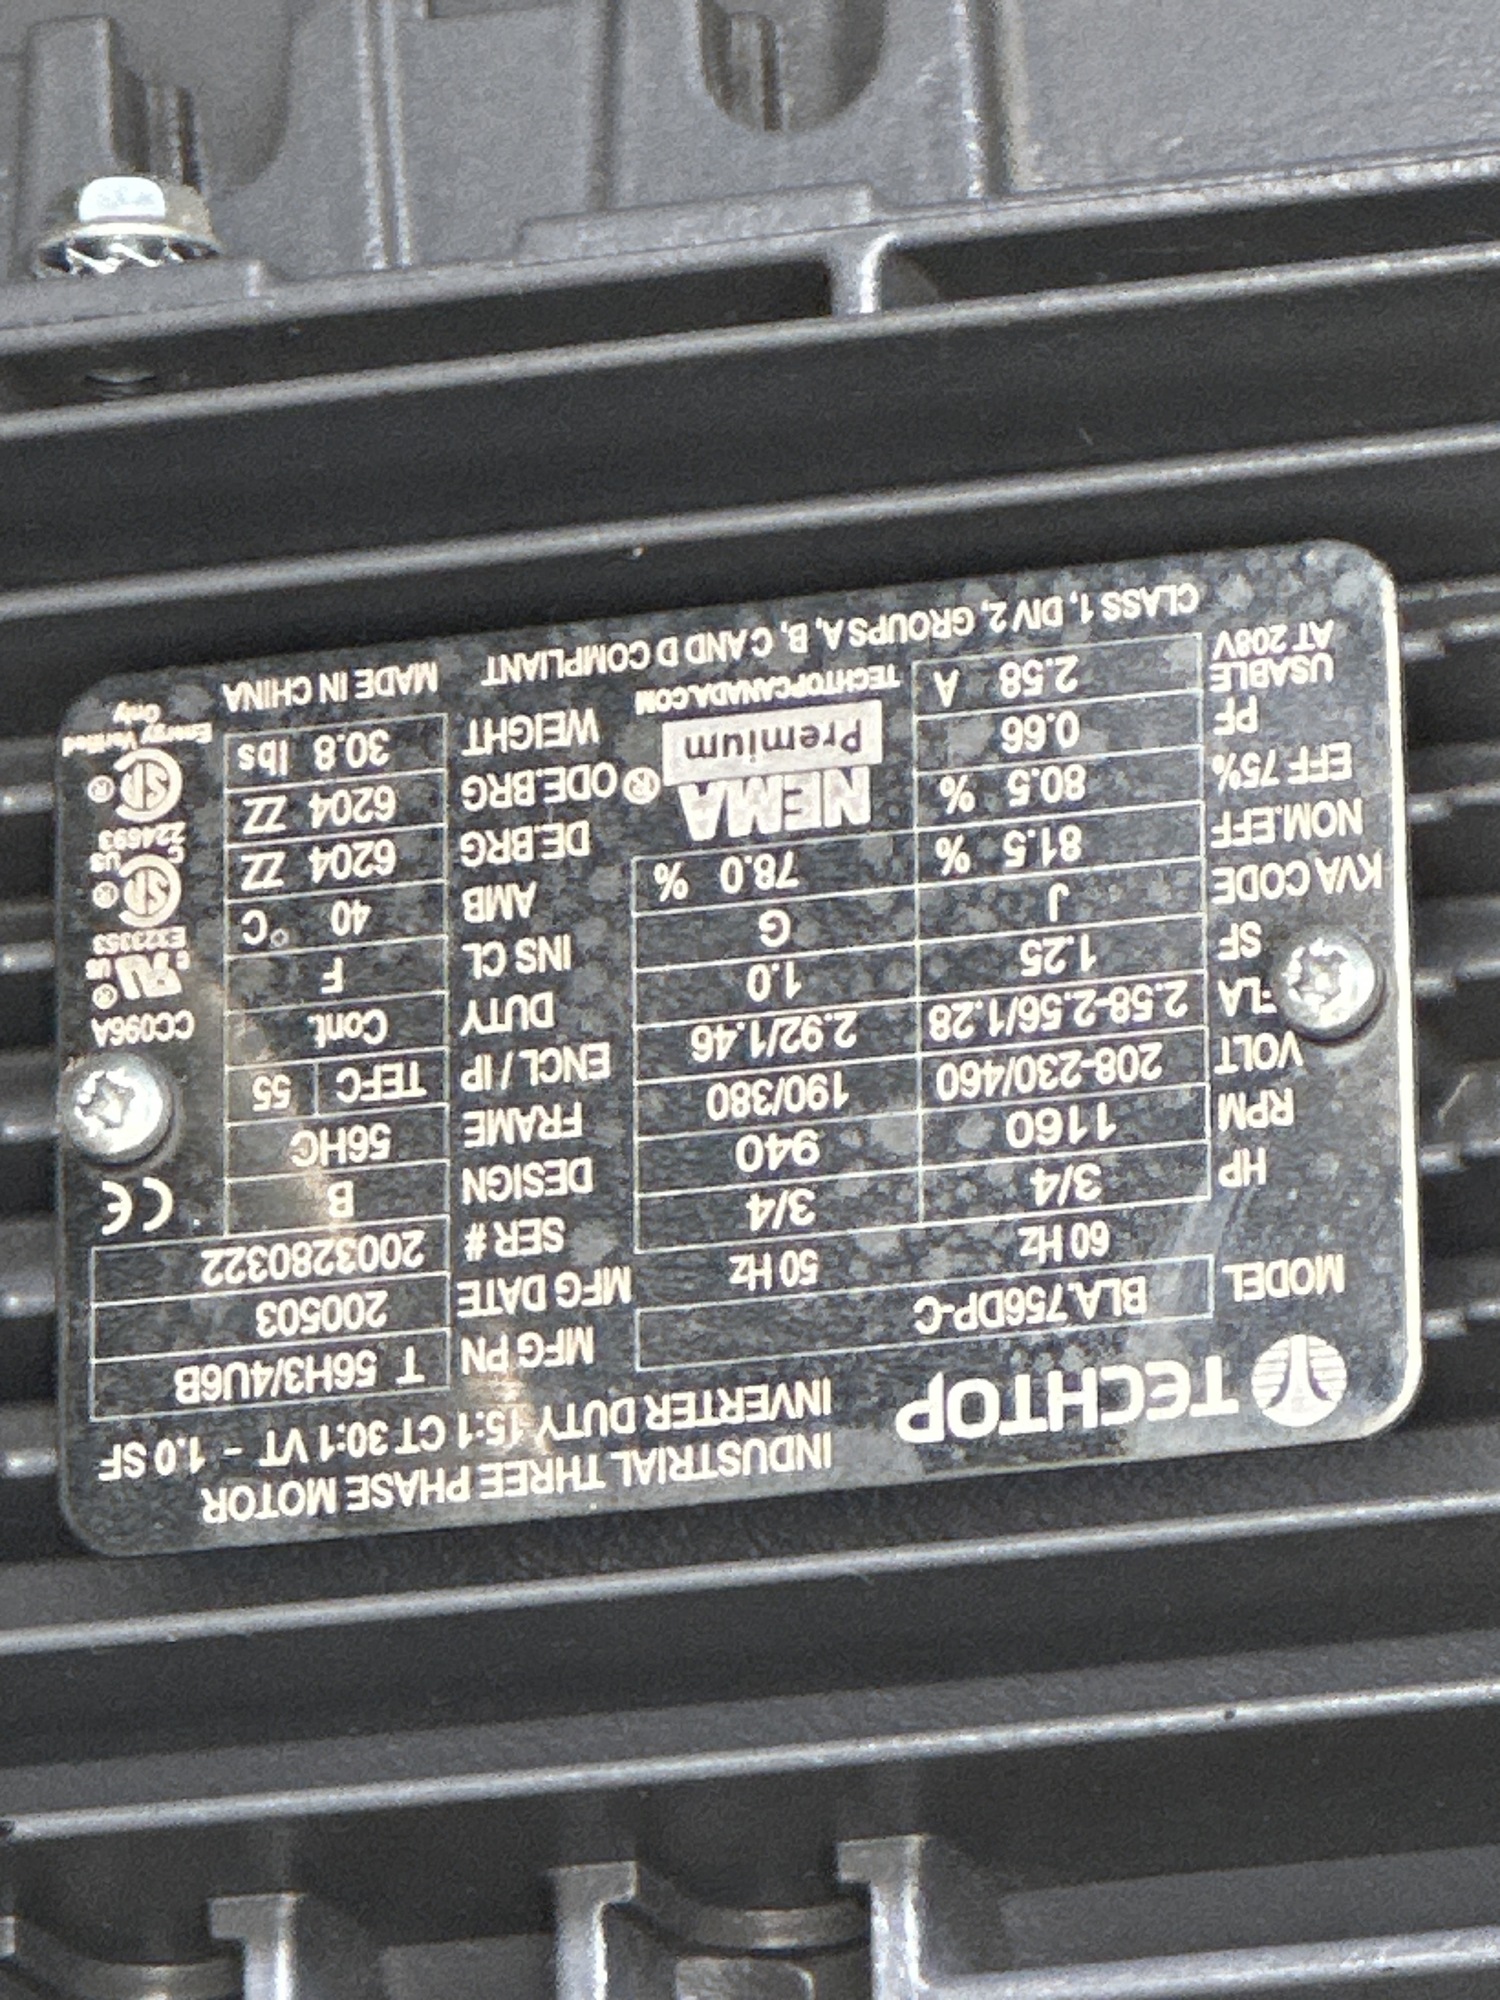 TECHTOP
INDUSTRIAL THREE PHASE MOTOR
INVERTER DUTY 15:1 CT 30:1 VT - 1.0 SF
MODEL BLA.756DP-C
MFG PN T 56H3/4U6B
60 Hz 50 Hz
MFG DATE 200503
HP 3/4 3/4
SER # 2003280322
RPM 1160 940
DESIGN B
CE
VOLT 208-230/460 190/380
FRAME 56HC
FLA 2.58-2.56/1.28 2.92/1.46
ENCL / IP TEFC 55
SF 1.25 1.0
DUTY Cont.
CC096A
KVA CODE J G
INS CL F
c RU US ®
E323353
NOM.EFF 81.5 % 78.0 %
AMB 40 °C
SP ®
C US
EFF 75% 80.5 %
NEMA
Premium ®
DE.BRG 6204 ZZ
224693
PF 0.66
ODE.BRG 6204 ZZ
SP ®
USABLE
AT 208V 2.58 A
TECHTOPCANADA.COM
WEIGHT 30.8 lbs
Energy Verified
Only
CLASS 1, DIV 2, GROUPS A, B, C AND D COMPLIANT
MADE IN CHINA